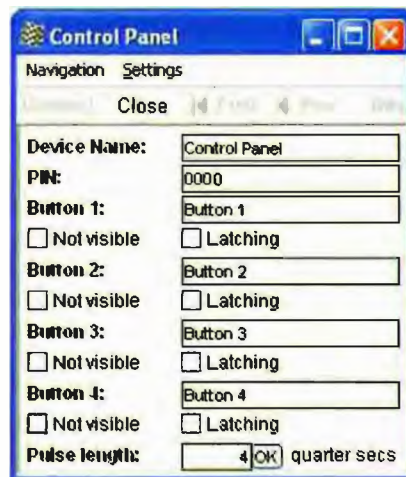 Control Panel
Navigation Settings
Close
Device Name: Control Panel
PIN: 0000
Button 1: Button 1
Not visible Latching
Button 2: Button 2
Not visible Latching
Button 3: Button 3
Not visible Latching
Button 4: Button 4
Not visible Latching
Pulse length: 4 OK quarter secs